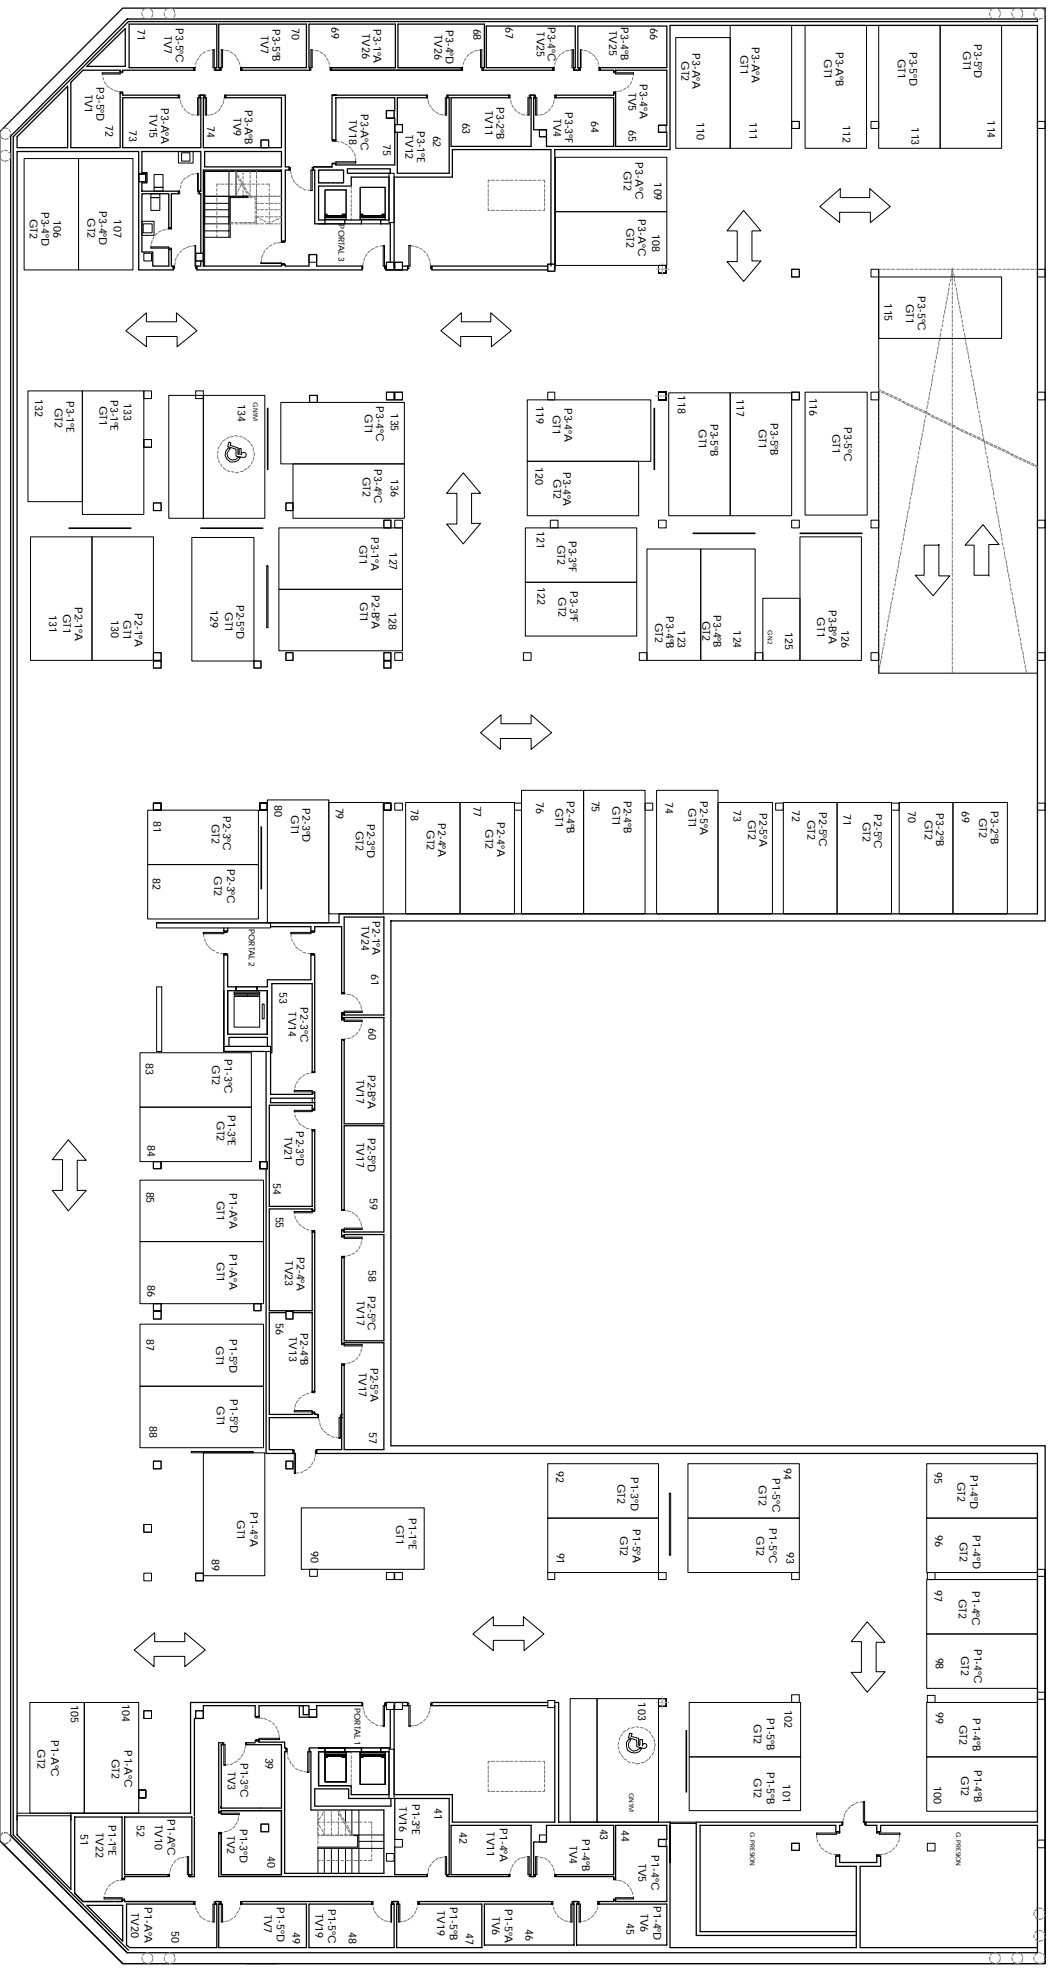 71
P3-5ºC
TV7
70
P3-5ºB
TV7
69
P3-1ºA
TV26
68
P3-4ºD
TV26
67
P3-4ºC
TV25
66
P3-4ºB
TV25
P3-5ºD
TV1
72
P3-AºA
TV15
73
P3-AºB
TV9
74
P3-AºC
TV18
75
P3-1ºE
TV12
62
P3-2ºB
TV11
63
P3-3ºF
TV4
64
P3-4ºA
TV5
65
P3-AºA
GT2
110
P3-AºA
GT1
111
P3-AºB
GT1
112
P3-5ºD
GT1
113
P3-5ºD
GT1
114
106
P3-4ºD
GT2
107
P3-4ºD
GT2
PORTAL 3
109
P3-AºC
GT2
108
P3-AºC
GT2
P3-5ºC
GT1
115
P3-1ºE
GT2
132
133
P3-1ºE
GT1
GN1M
134
135
P3-4ºC
GT1
136
P3-4ºC
GT2
P3-4ºA
GT1
119
P3-4ºA
GT2
120
118
P3-5ºB
GT1
117
P3-5ºB
GT1
116
P3-5ºC
GT1
P2-1ºA
GT1
131
P2-1ºA
GT1
130
P2-5ºD
GT1
129
127
P3-1ºA
GT1
128
P2-BºA
GT1
121
P3-3ºF
GT2
122
P3-3ºF
GT2
P3-4ºB
GT2
123
P3-4ºB
GT2
124
GN2
125
P3-BºA
GT1
126
81
P2-3ºC
GT2
82
P2-3ºC
GT2
80
P2-3ºD
GT1
79
P2-3ºD
GT2
78
P2-4ºA
GT2
77
P2-4ºA
GT2
76
P2-4ºB
GT1
75
P2-4ºB
GT1
74
P2-5ºA
GT1
73
P2-5ºA
GT2
72
P2-5ºC
GT2
71
P2-5ºC
GT2
70
P3-2ºB
GT2
69
P3-2ºB
GT2
PORTAL 2
P2-1ºA
TV24
61
53
P2-3ºC
TV14
60
P2-BºA
TV17
83
P1-3ºC
GT2
84
P1-3ºE
GT2
P2-3ºD
TV21
54
P2-5ºD
TV17
59
85
P1-AºA
GT1
86
P1-AºA
GT1
55
P2-4ºA
TV23
58
P2-5ºC
TV17
87
P1-5ºD
GT1
88
P1-5ºD
GT1
56
P2-4ºB
TV13
P2-5ºA
TV17
57
P1-4ºA
GT1
89
P1-1ºE
GT1
90
92
P1-3ºD
GT2
91
P1-5ºA
GT2
94
P1-5ºC
GT2
93
P1-5ºC
GT2
95
P1-4ºD
GT2
96
P1-4ºD
GT2
97
P1-4ºC
GT2
98
P1-4ºC
GT2
99
P1-4ºB
GT2
100
P1-4ºB
GT2
105
P1-AºC
GT2
104
P1-AºC
GT2
39
P1-3ºC
TV3
PORTAL 1
103
GN1M
102
P1-5ºB
GT2
101
P1-5ºB
GT2
P1-1ºE
TV22
51
P1-AºC
TV10
52
P1-3ºD
TV2
40
P1-3ºE
TV16
41
P1-4ºA
TV11
42
P1-4ºB
TV4
43
P1-4ºC
TV5
44
G.PRESION
G.PRESION
P1-AºA
TV20
50
P1-5ºD
TV7
49
P1-5ºC
TV19
48
P1-5ºB
TV19
47
P1-5ºA
TV6
46
P1-4ºD
TV6
45